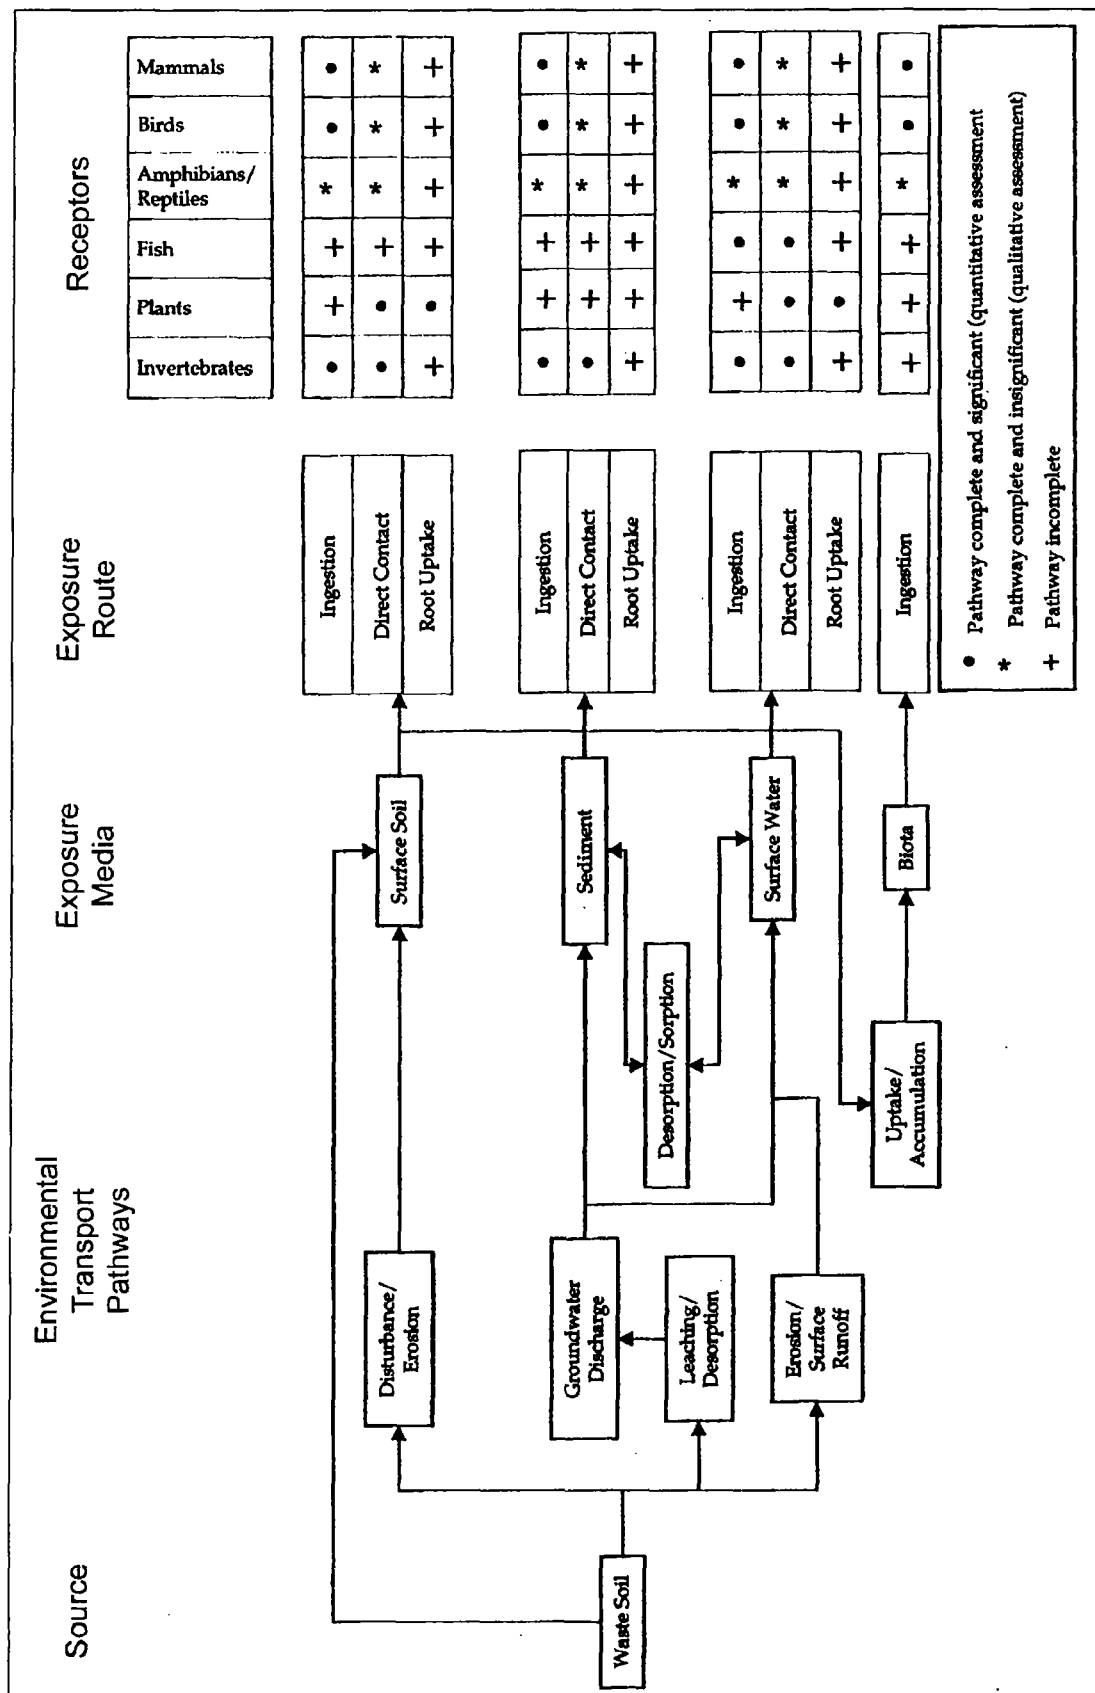 Source
Environmental
Transport
Pathways
Exposure
Media
Exposure
Route
Receptors
Invertebrates
Plants
Fish
Amphibians/
Reptiles
Birds
Mammals
Waste Soil
Disturbance/
Erosion
Surface Soil
Ingestion
● + + * ● ●
Direct Contact
● ● + * * *
Root Uptake
+ ● + + + +
Groundwater
Discharge
Leaching/
Desorption
Sediment
Ingestion
● + + * ● ●
Direct Contact
● + + * * *
Root Uptake
+ + + + + +
Desorption/Sorption
Erosion/
Surface
Runoff
Surface Water
Ingestion
● + ● * ● ●
Direct Contact
● ● ● * * *
Root Uptake
+ ● + + + +
Uptake/
Accumulation
Biota
Ingestion
+ + + * ● ●
● Pathway complete and significant (quantitative assessment
* Pathway complete and insignificant (qualitative assessment)
+ Pathway incomplete